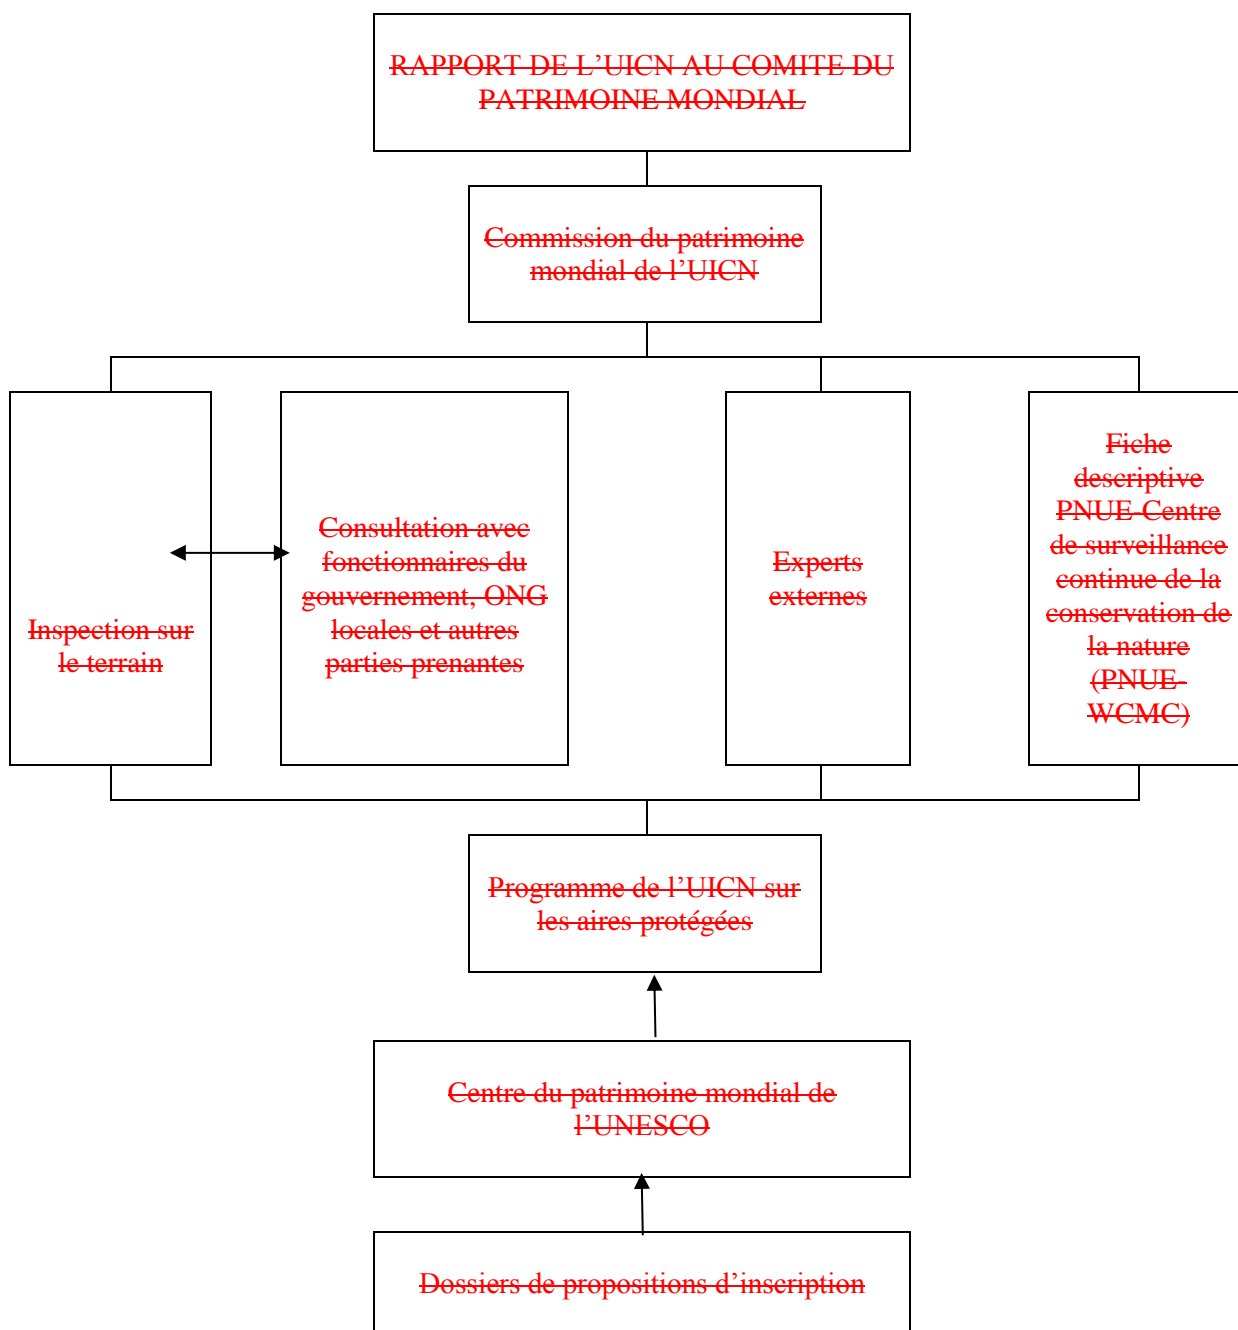 RAPPORT DE L’UICN AU COMITE DU
PATRIMOINE MONDIAL
Commission du patrimoine
mondial de l’UICN
Inspection sur
le terrain
Consultation avec
fonctionnaires du
gouvernement, ONG
locales et autres
parties prenantes
Experts
externes
Fiche
descriptive
PNUE-Centre
de surveillance
continue de la
conservation de
la nature
(PNUE-
WCMC)
Programme de l’UICN sur
les aires protégées
Centre du patrimoine mondial de
l’UNESCO
Dossiers de propositions d’inscription